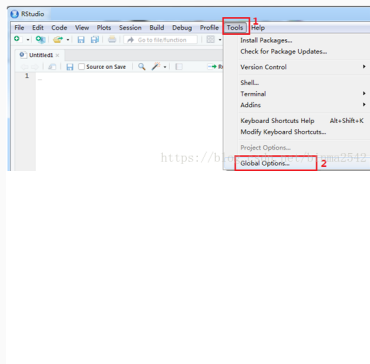 RStudio
File Edit Code View Plots Session Build Debug Profile Tools Help
1
Go to file/function
Install Packages...
Check for Package Updates...
Version Control
Shell...
Terminal
Addins
Keyboard Shortcuts Help Alt+Shift+K
Modify Keyboard Shortcuts...
Project Options...
Global Options...
2
Untitled1
Source on Save
1